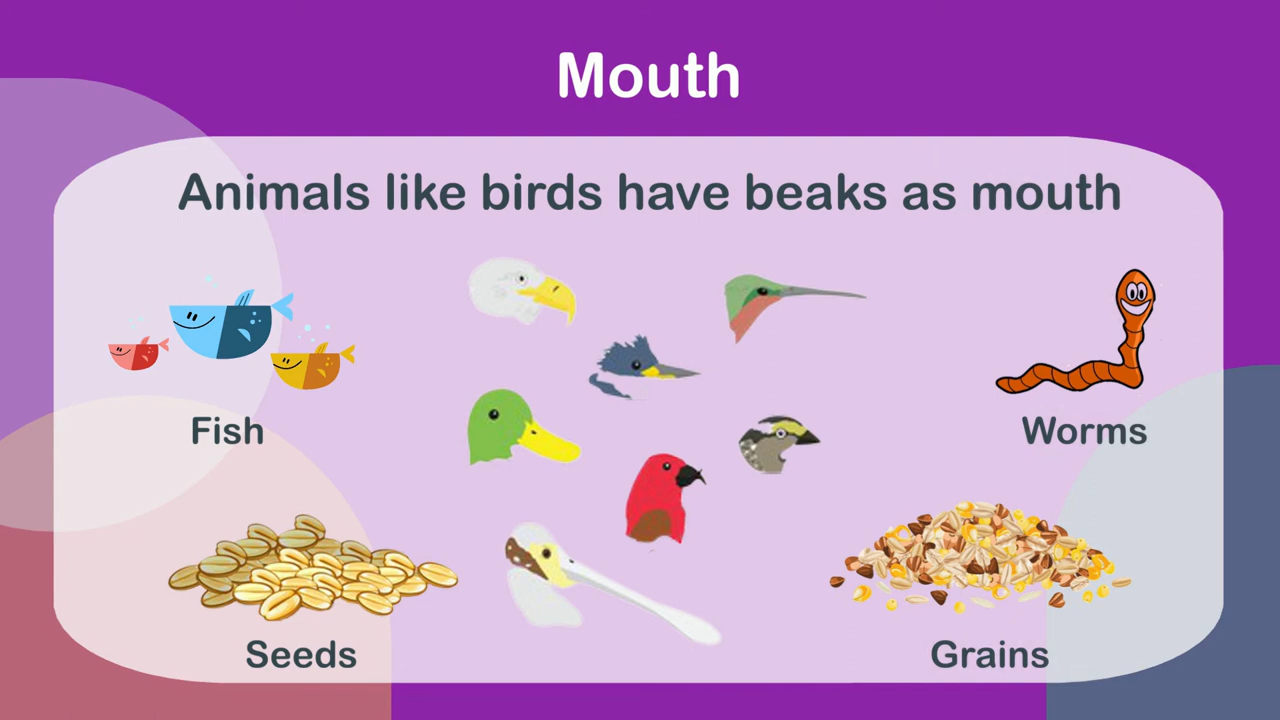 Mouth
Animals like birds have beaks as mouth
Fish
Worms
Seeds
Grains